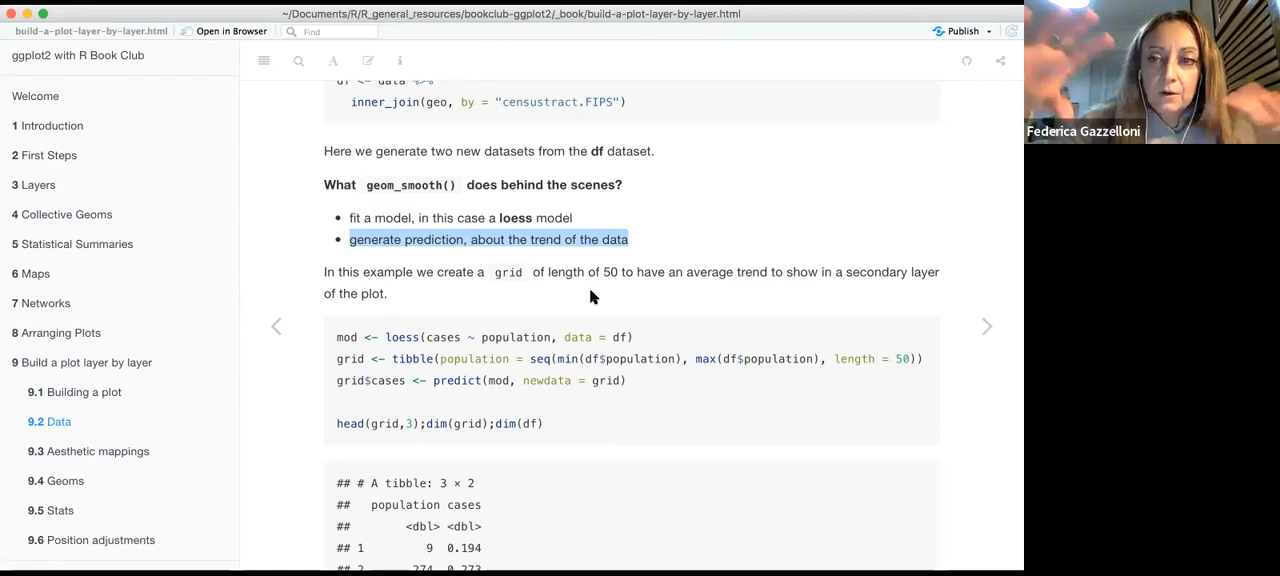 ~/Documents/R/R_general_resources/bookclub-ggplot2/_book/build-a-plot-layer-by-layer.html
build-a-plot-layer-by-layer.html
Open in Browser
Find
Publish
ggplot2 with R Book Club
Welcome
1 Introduction
2 First Steps
3 Layers
4 Collective Geoms
5 Statistical Summaries
6 Maps
7 Networks
8 Arranging Plots
9 Build a plot layer by layer
9.1 Building a plot
9.2 Data
9.3 Aesthetic mappings
9.4 Geoms
9.5 Stats
9.6 Position adjustments
A
i
df <- data %>%
inner_join(geo, by = "censustract.FIPS")
Here we generate two new datasets from the df dataset.
What geom_smooth() does behind the scenes?
• fit a model, in this case a loess model
• generate prediction, about the trend of the data
In this example we create a grid of length of 50 to have an average trend to show in a secondary layer
of the plot.
mod <- loess(cases ~ population, data = df)
grid <- tibble(population = seq(min(df$population), max(df$population), length = 50))
grid$cases <- predict(mod, newdata = grid)
head(grid,3);dim(grid);dim(df)
## # A tibble: 3 × 2
## population cases
## <dbl> <dbl>
## 1 9 0.194
## 2 274 0.273
Federica Gazzelloni